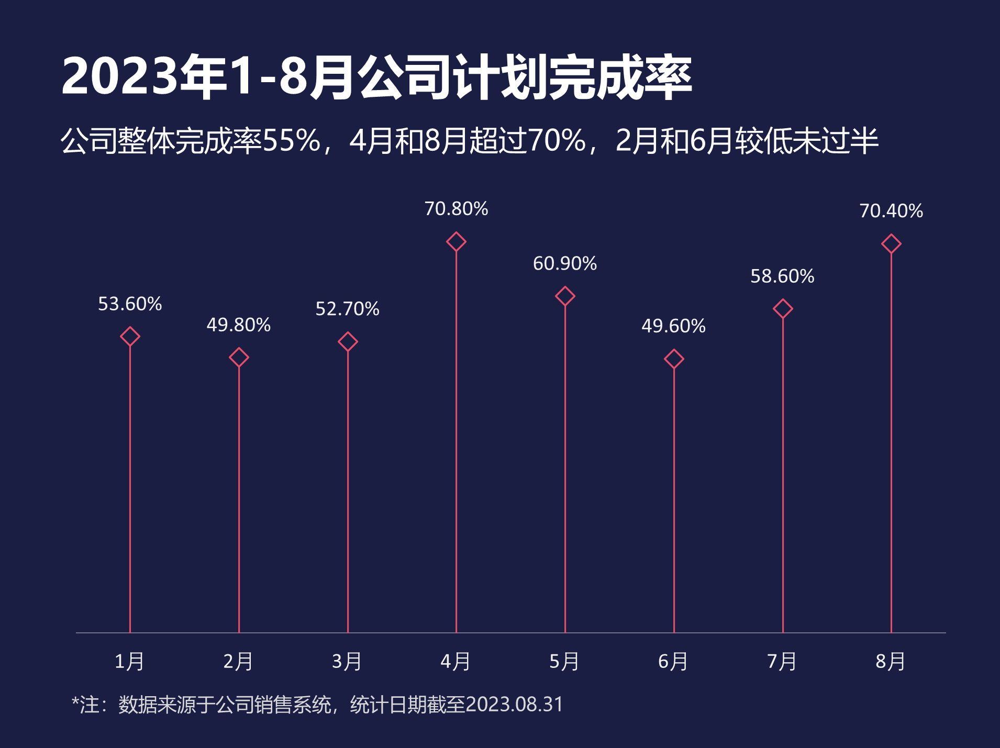 2023年1-8月公司计划完成率
公司整体完成率55%，4月和8月超过70%，2月和6月较低未过半
70.80%
70.40%
60.90%
58.60%
53.60%
52.70%
49.80%
49.60%
1月 2月 3月 4月 5月 6月 7月 8月
*注：数据来源于公司销售系统，统计日期截至2023.08.31